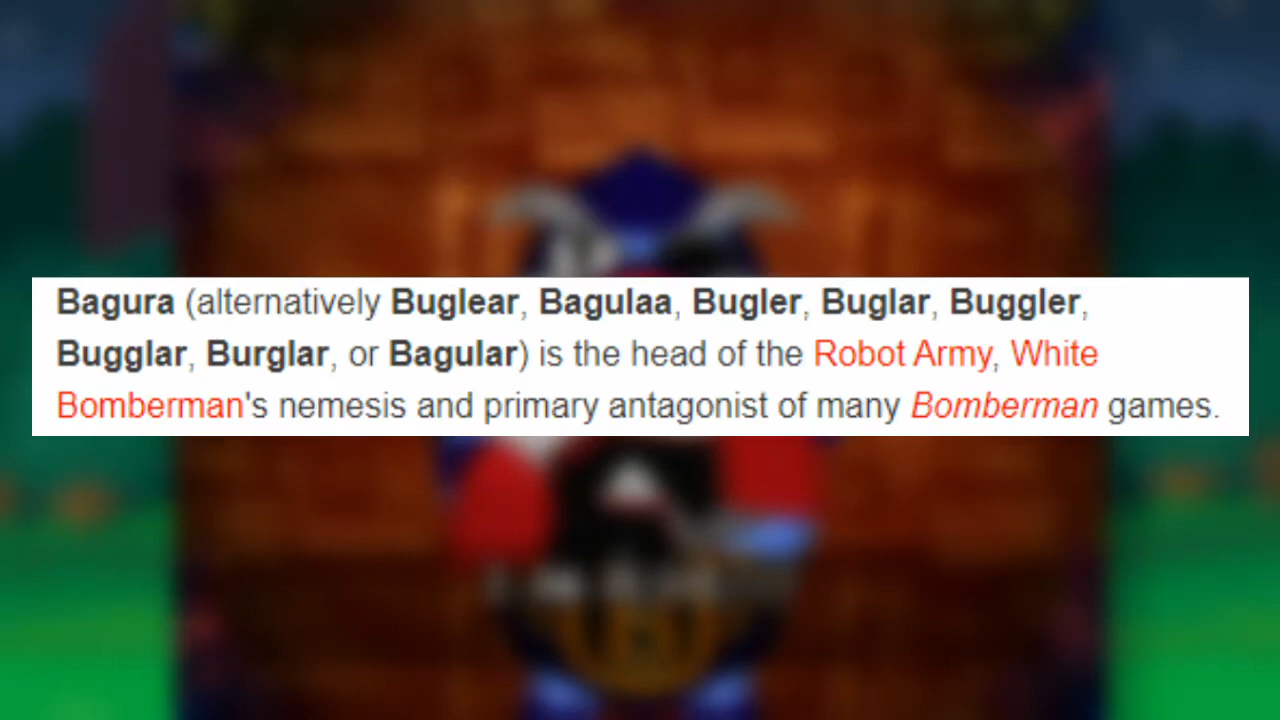 Bagura (alternatively Buglear, Bagulaa, Bugler, Buglar, Buggler,
Bugglar, Burglar, or Bagular) is the head of the Robot Army, White
Bomberman's nemesis and primary antagonist of many Bomberman games.